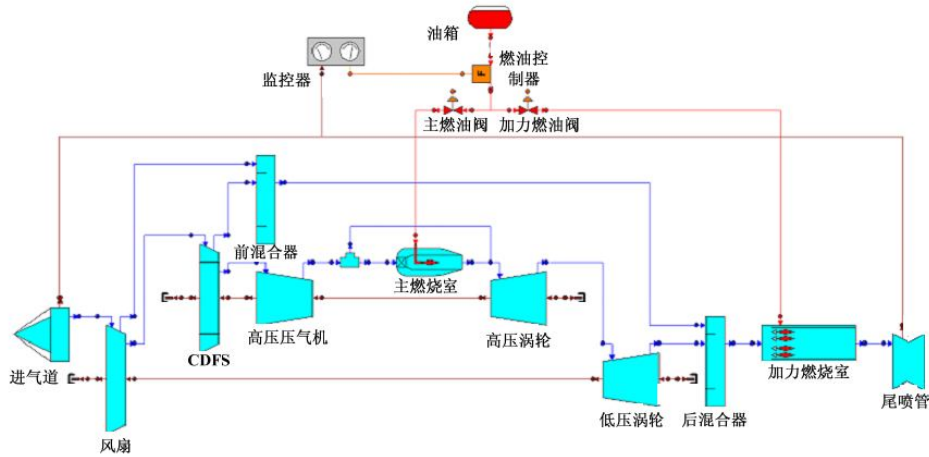 油箱
监控器
燃油控
制器
主燃油阀
加力燃油阀
前混合器
主燃烧室
CDFS
高压压气机
高压涡轮
进气道
风扇
低压涡轮
后混合器
加力燃烧室
尾喷管